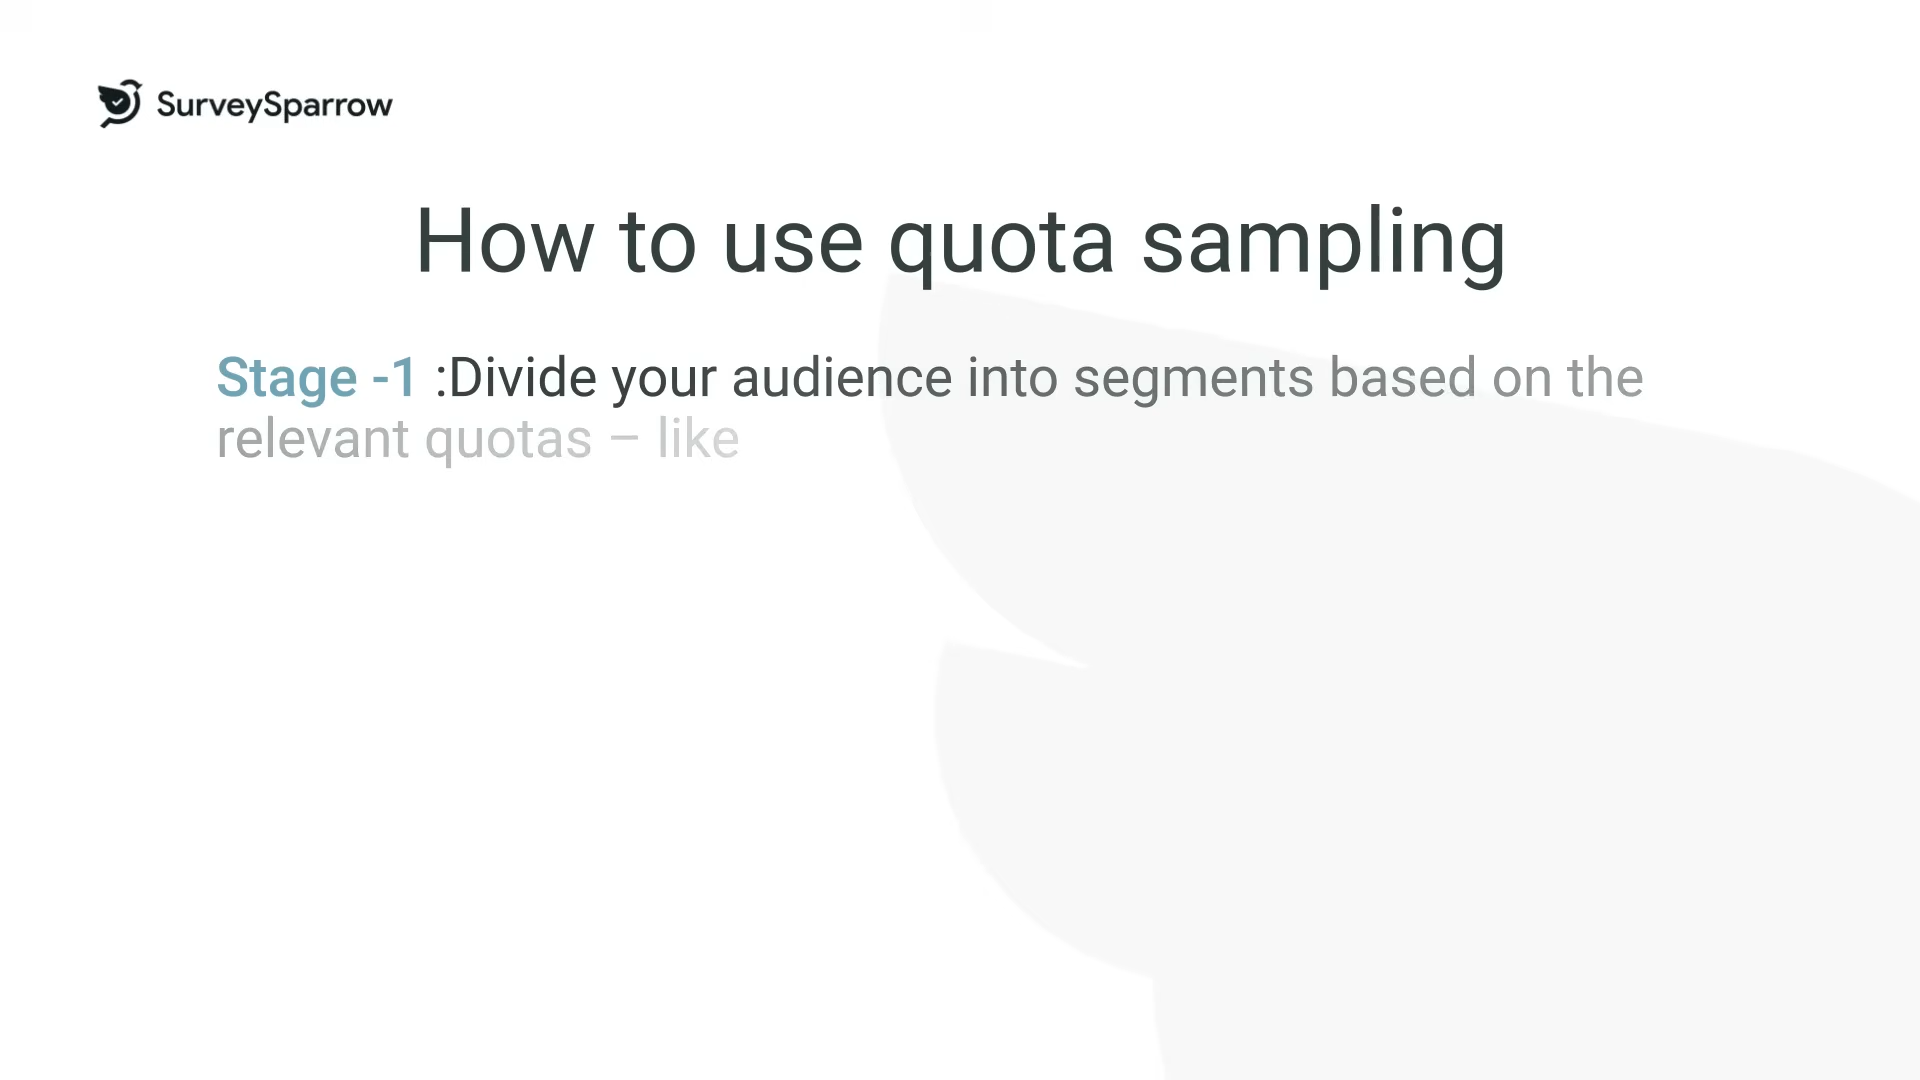 SurveySparrow
How to use quota sampling
Stage -1 :Divide your audience into segments based on the
relevant quotas – like